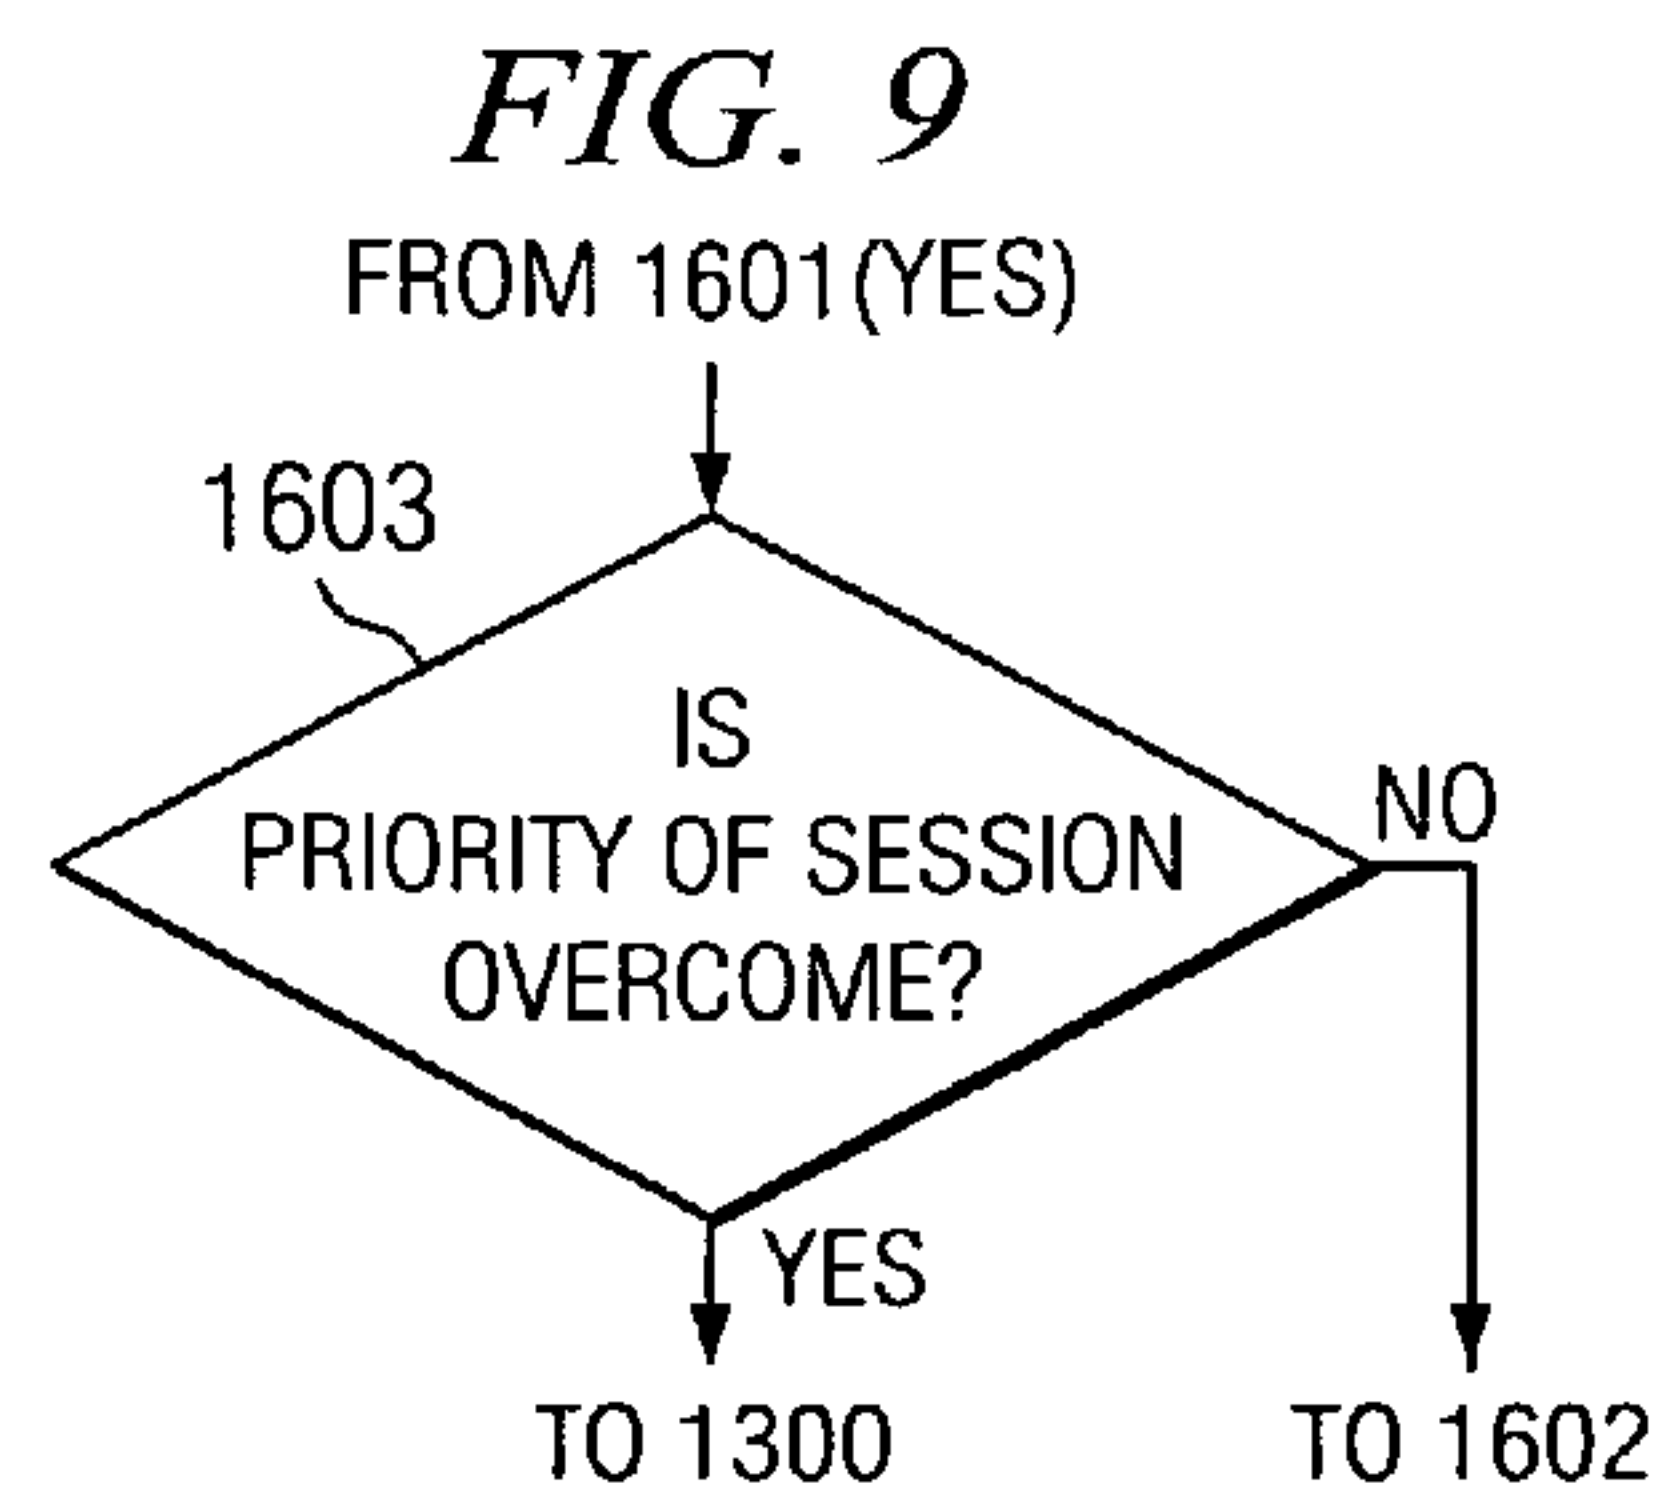 FIG. 9
FROM 1601(YES)
1603
IS
PRIORITY OF SESSION
OVERCOME?
NO
YES
TO 1300
TO 1602